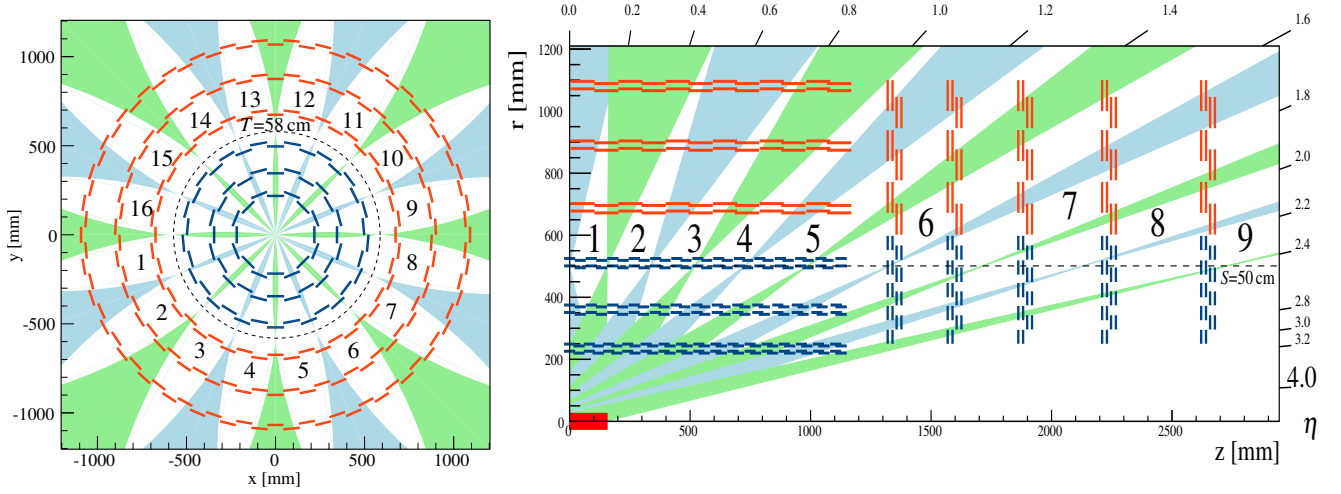 1000
500
0
-500
-1000
y [mm]
-1000 -500 0 500 1000
x [mm]
T=58 cm
13 12
14 11
15 10
16 9
1 8
2 7
3 6
4 5
0.0 0.2 0.4 0.6 0.8 1.0 1.2 1.4 1.6
1.8
2.0
2.2
2.4
2.8
3.0
3.2
4.0
η
r [mm]
1200
1000
800
600
400
200
0
1 2 3 4 5 6 7 8 9
S=50 cm
0 500 1000 1500 2000 2500
z [mm]